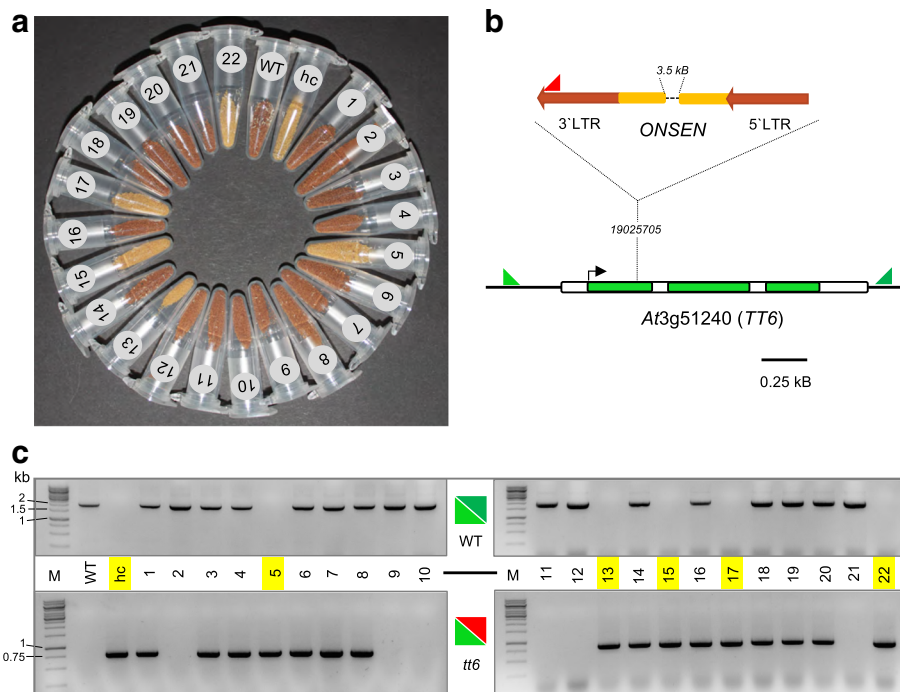 a
22
WT
hc
1
2
3
4
5
6
7
8
9
10
11
12
13
14
15
16
17
18
19
20
21
b
3.5 kB
3`LTR
ONSEN
5`LTR
19025705
At3g51240 (TT6)
0.25 kB
c
kb
2
1.5
1
WT
M WT hc 1 2 3 4 5 6 7 8 9 10 M 11 12 13 14 15 16 17 18 19 20 21 22
1
0.75
tt6